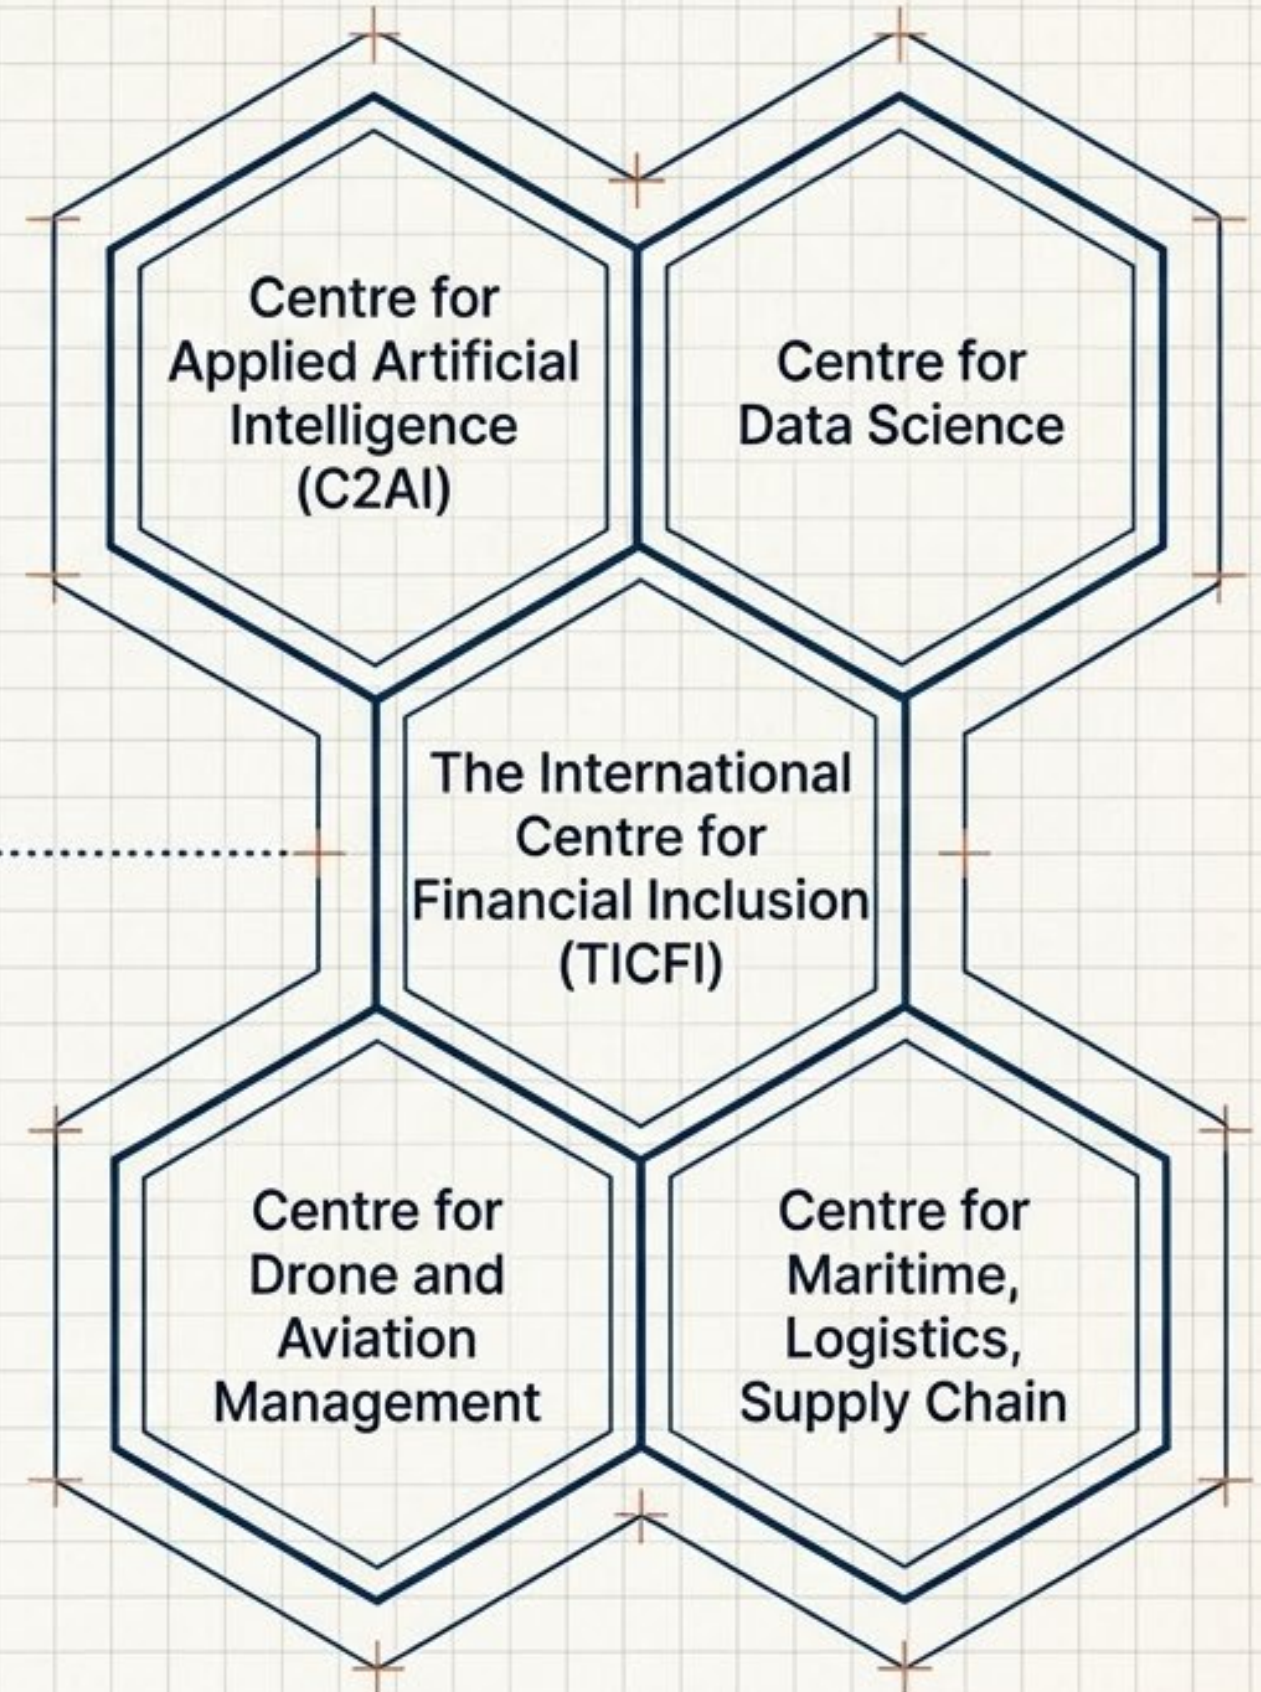 Centre for
Applied Artificial
Intelligence
(C2AI)
Centre for
Data Science
The International
Centre for
Financial Inclusion
(TICFI)
Centre for
Drone and
Aviation
Management
Centre for
Maritime,
Logistics,
Supply Chain